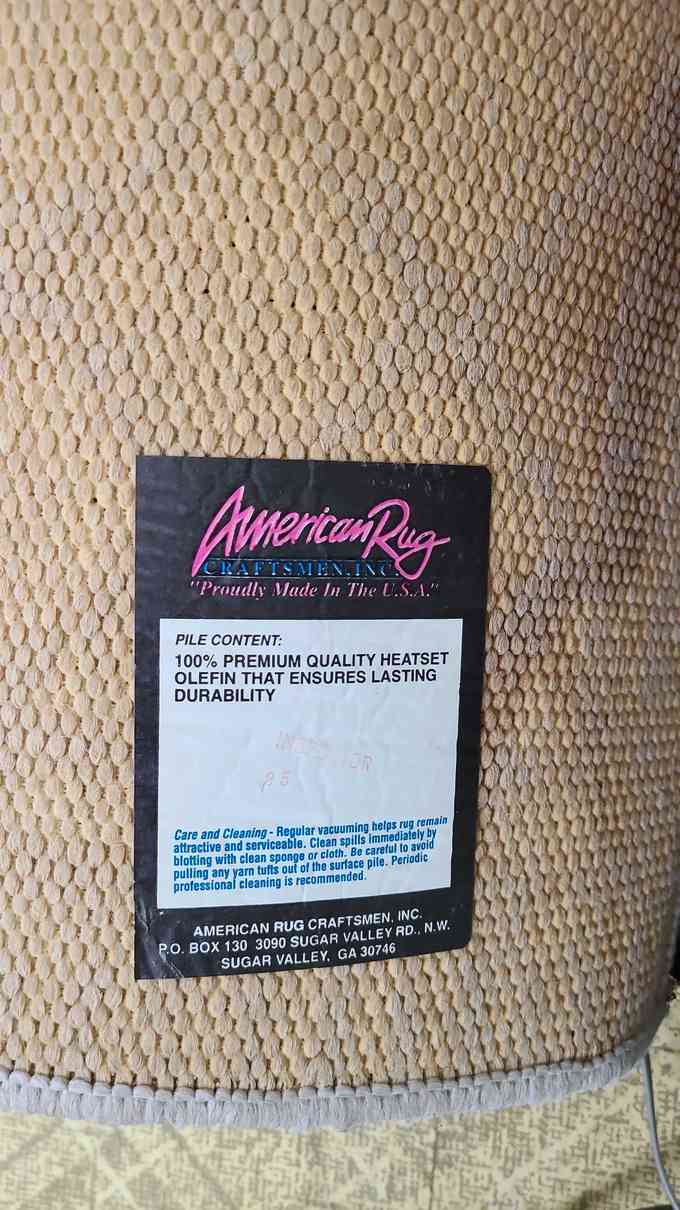 American Rug
CRAFTSMEN, INC.
"Proudly Made In The U.S.A."
PILE CONTENT:
100% PREMIUM QUALITY HEATSET
OLEFIN THAT ENSURES LASTING
DURABILITY
Care and Cleaning - Regular vacuuming helps rug remain
attractive and serviceable. Clean spills immediately by
blotting with clean sponge or cloth. Be careful to avoid
pulling any yarn tufts out of the surface pile. Periodic
professional cleaning is recommended.
AMERICAN RUG CRAFTSMEN, INC.
P.O. BOX 130 3090 SUGAR VALLEY RD., N.W.
SUGAR VALLEY, GA 30746